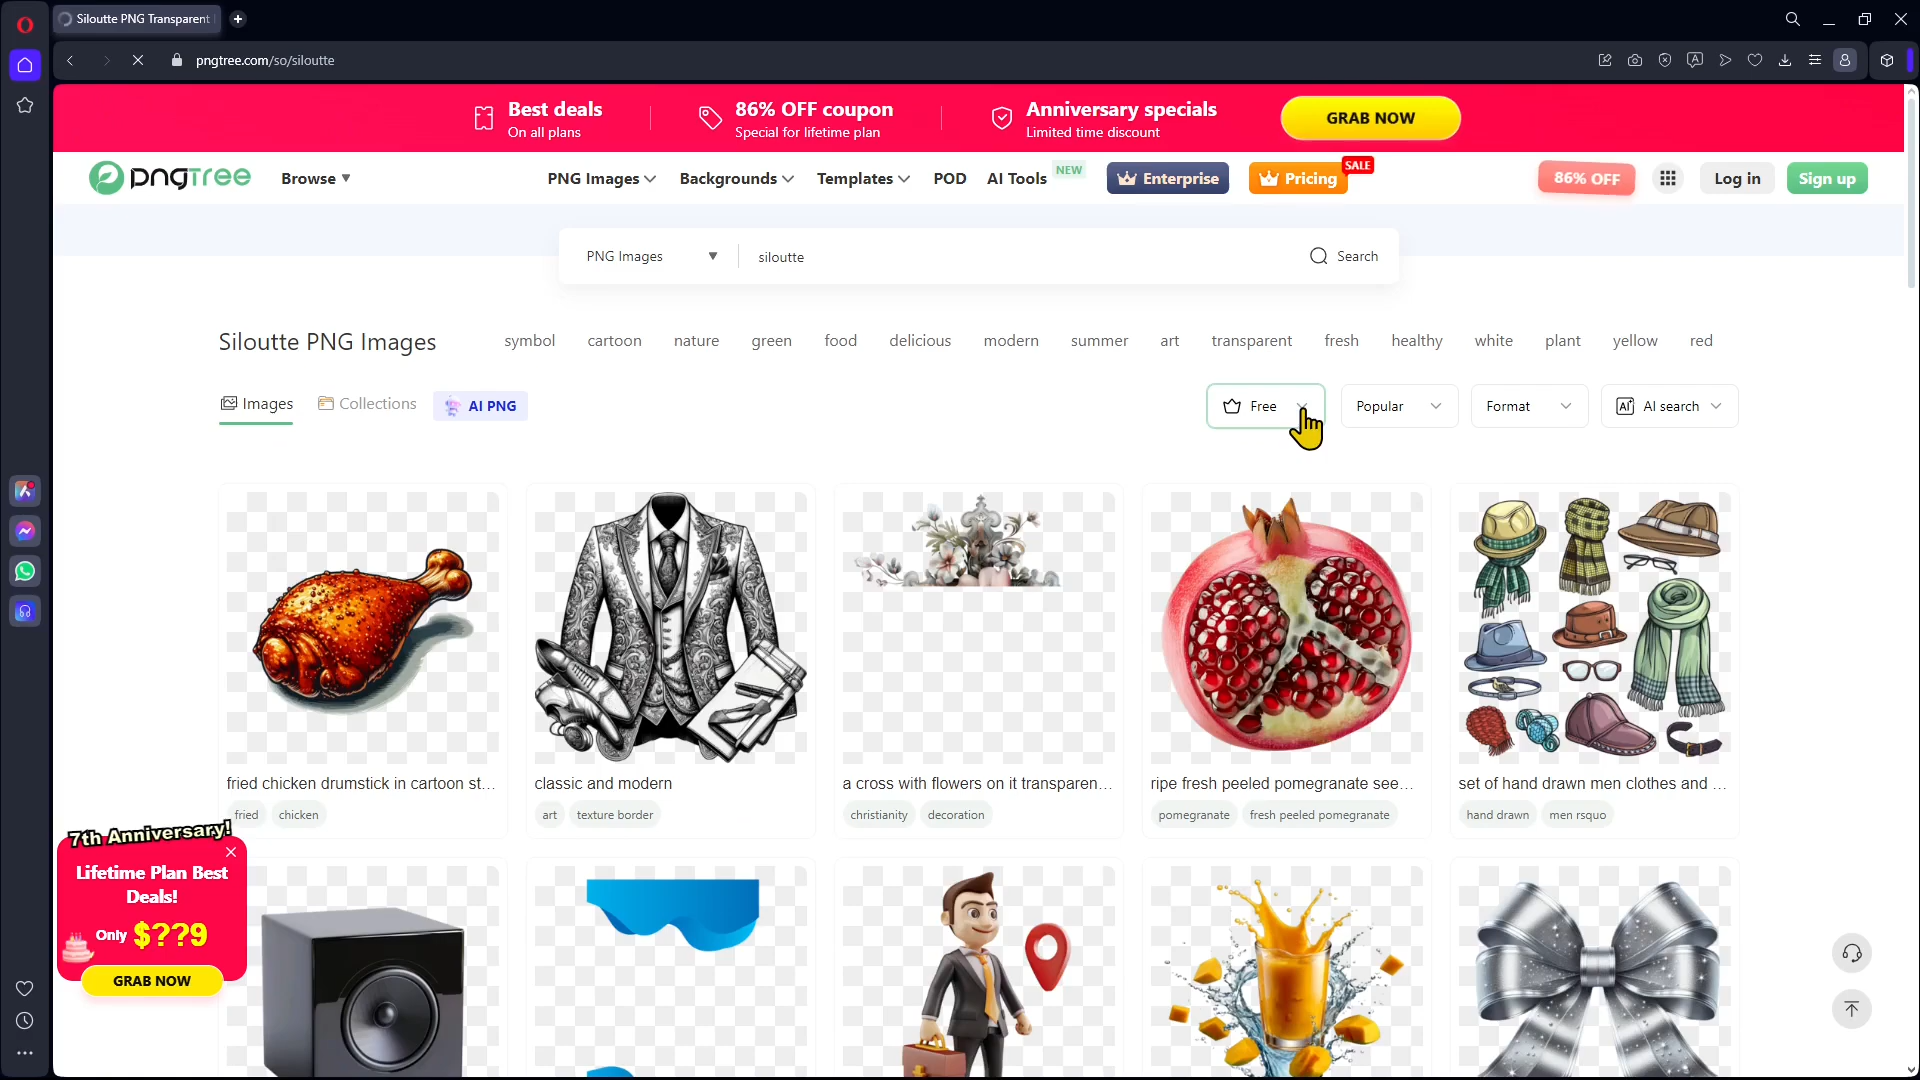 Siloutte PNG Transparent
pngtree.com/so/siloutte
Best deals
On all plans
86% OFF coupon
Special for lifetime plan
Anniversary specials
Limited time discount
GRAB NOW
pngtree
Browse
PNG Images
Backgrounds
Templates
POD
AI Tools
NEW
Enterprise
Pricing
SALE
86% OFF
Log in
Sign up
PNG Images
siloutte
Search
Siloutte PNG Images
symbol
cartoon
nature
green
food
delicious
modern
summer
art
transparent
fresh
healthy
white
plant
yellow
red
Images
Collections
AI PNG
Free
Popular
Format
AI search
fried chicken drumstick in cartoon st...
classic and modern
a cross with flowers on it transparen...
ripe fresh peeled pomegranate see...
set of hand drawn men clothes and ...
fried
chicken
art
texture border
christianity
decoration
pomegranate
fresh peeled pomegranate
hand drawn
men rsquo
7th Anniversary!
Lifetime Plan Best
Deals!
Only $??9
GRAB NOW